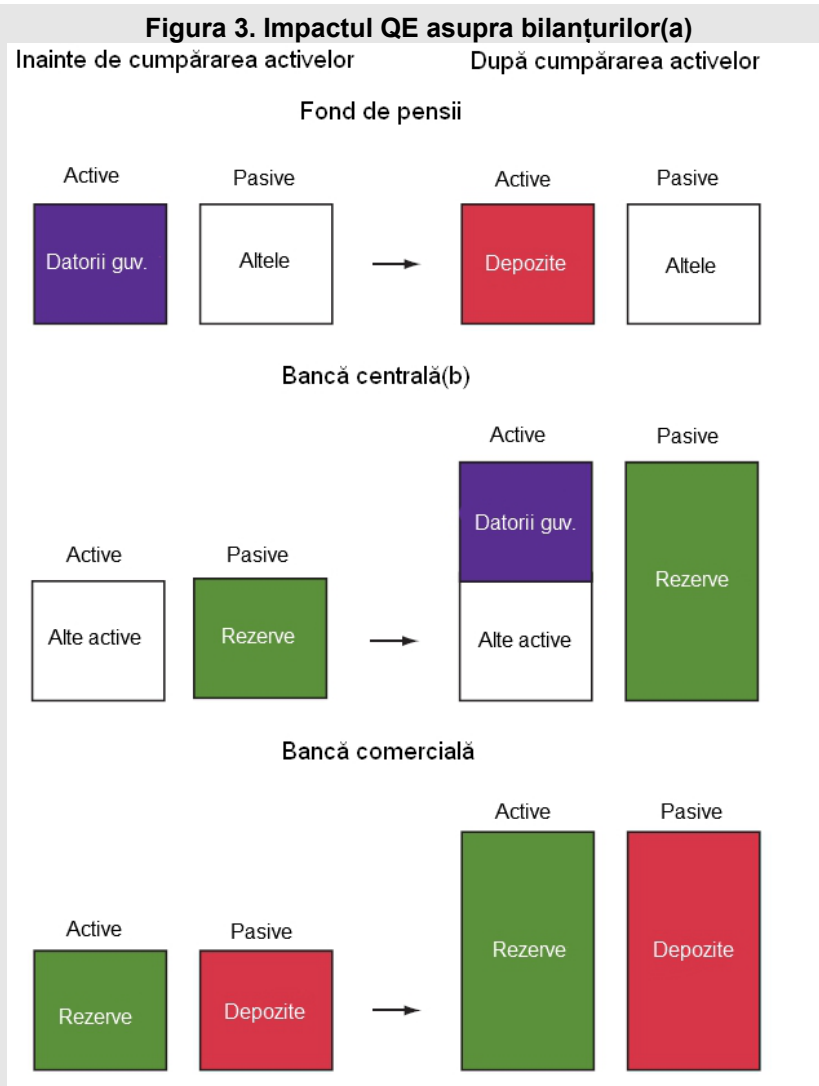 Figura 3. Impactul QE asupra bilanțurilor(a)
Inainte de cumpărarea activelor După cumpărarea activelor
Fond de pensii
Active Pasive Active Pasive
Datorii guv. Altele Depozite Altele
Bancă centrală(b)
Active Pasive
Datorii guv.
Active Pasive
Rezerve
Alte active Rezerve Alte active
Bancă comercială
Active Pasive
Active Pasive
Rezerve Depozite
Rezerve Depozite